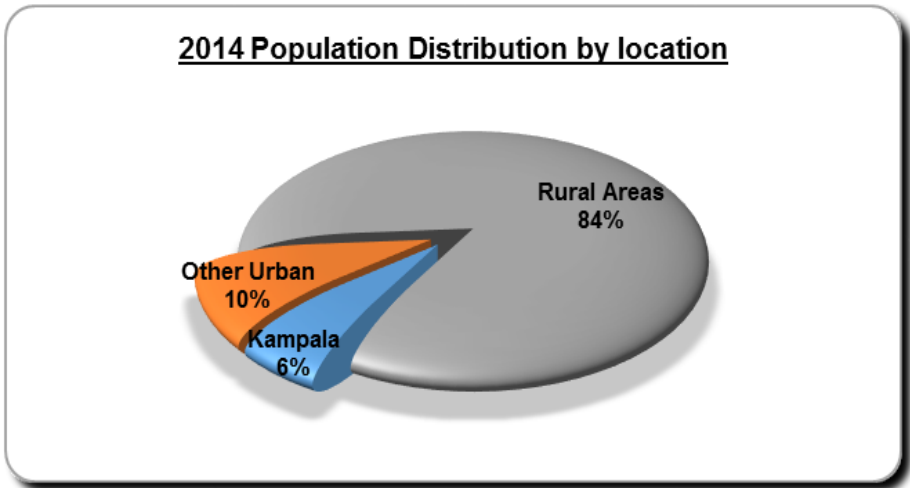 2014 Population Distribution by location
Rural Areas
84%
Other Urban
10%
Kampala
6%